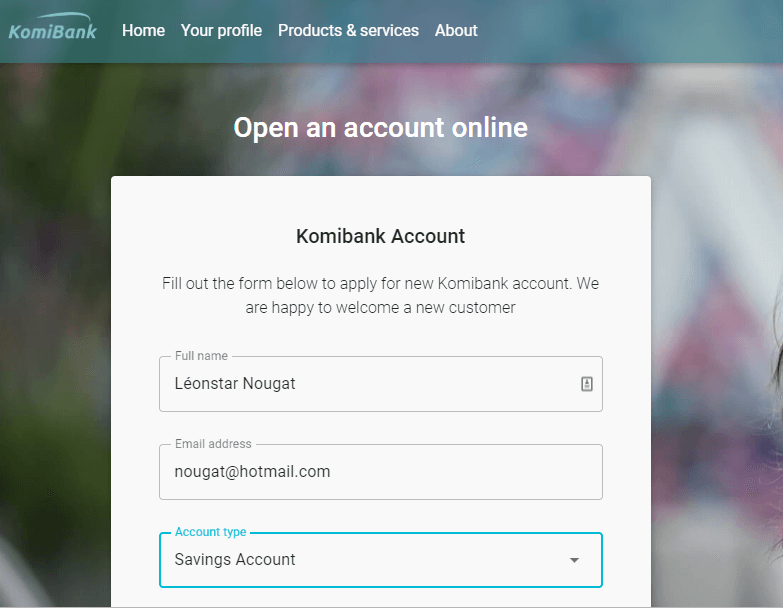 KomiBank Home Your profile Products & services About
Open an account online
Komibank Account
Fill out the form below to apply for new Komibank account. We
are happy to welcome a new customer
Full name
Léonstar Nougat
Email address
nougat@hotmail.com
Account type
Savings Account